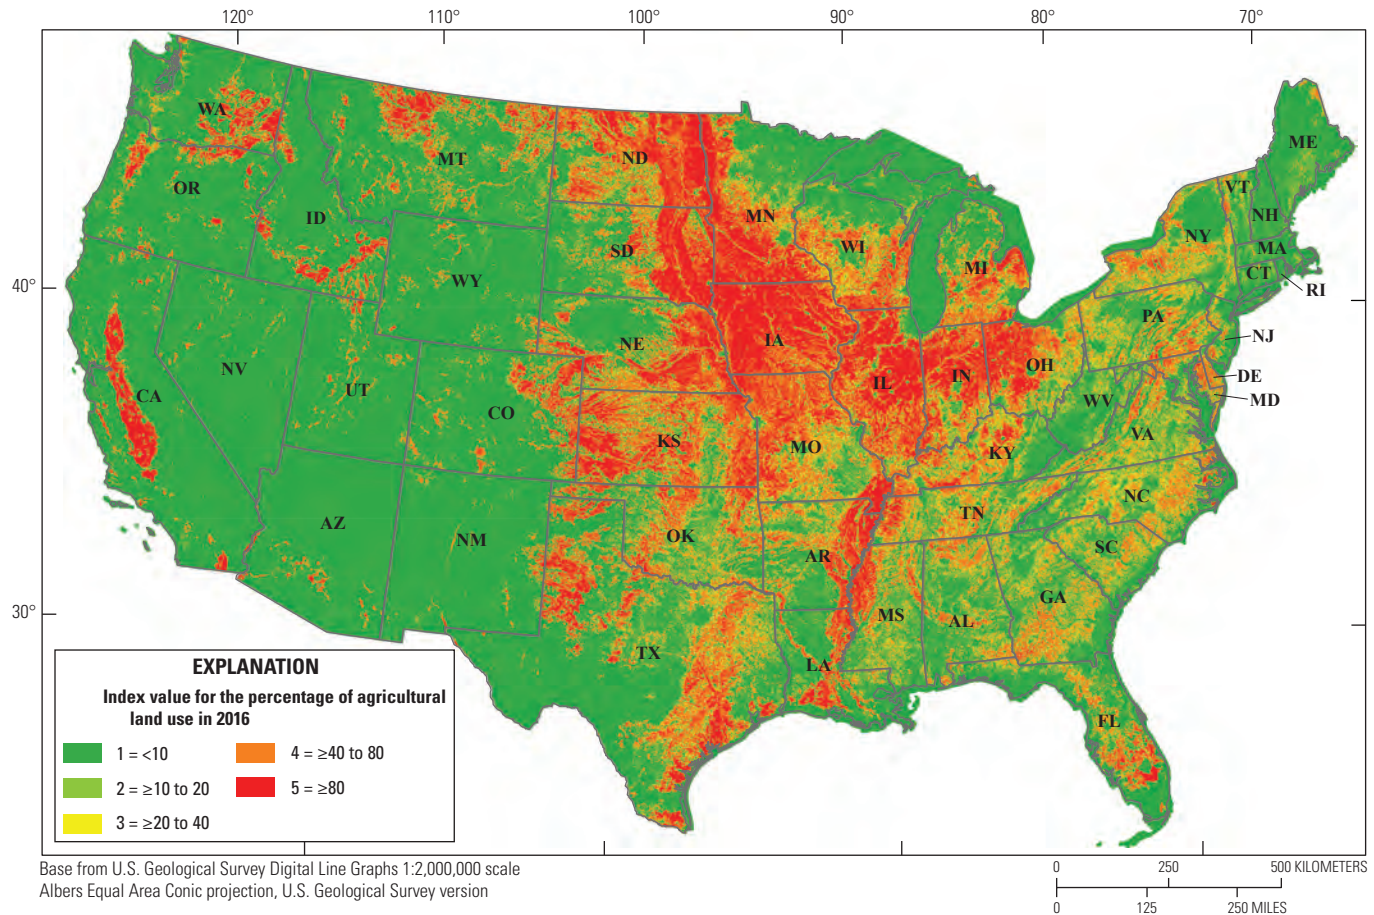 120° 110° 100° 90° 80° 70°
WA
MT
ND
ME
OR
ID
MN
VT
NH
NY
MA
SD
WI
MI
CT
WY
RI
40°
PA
NE
IA
NJ
NV
OH
UT
IL
IN
DE
CA
CO
WV
MD
KS
MO
KY
VA
AZ
NC
NM
OK
TN
AR
SC
30°
MS
AL
GA
TX
LA
FL
EXPLANATION
Index value for the percentage of agricultural
land use in 2016
1 = <10 4 = ≥40 to 80
2 = ≥10 to 20 5 = ≥80
3 = ≥20 to 40
Base from U.S. Geological Survey Digital Line Graphs 1:2,000,000 scale
Albers Equal Area Conic projection, U.S. Geological Survey version
0 250 500 KILOMETERS
0 125 250 MILES